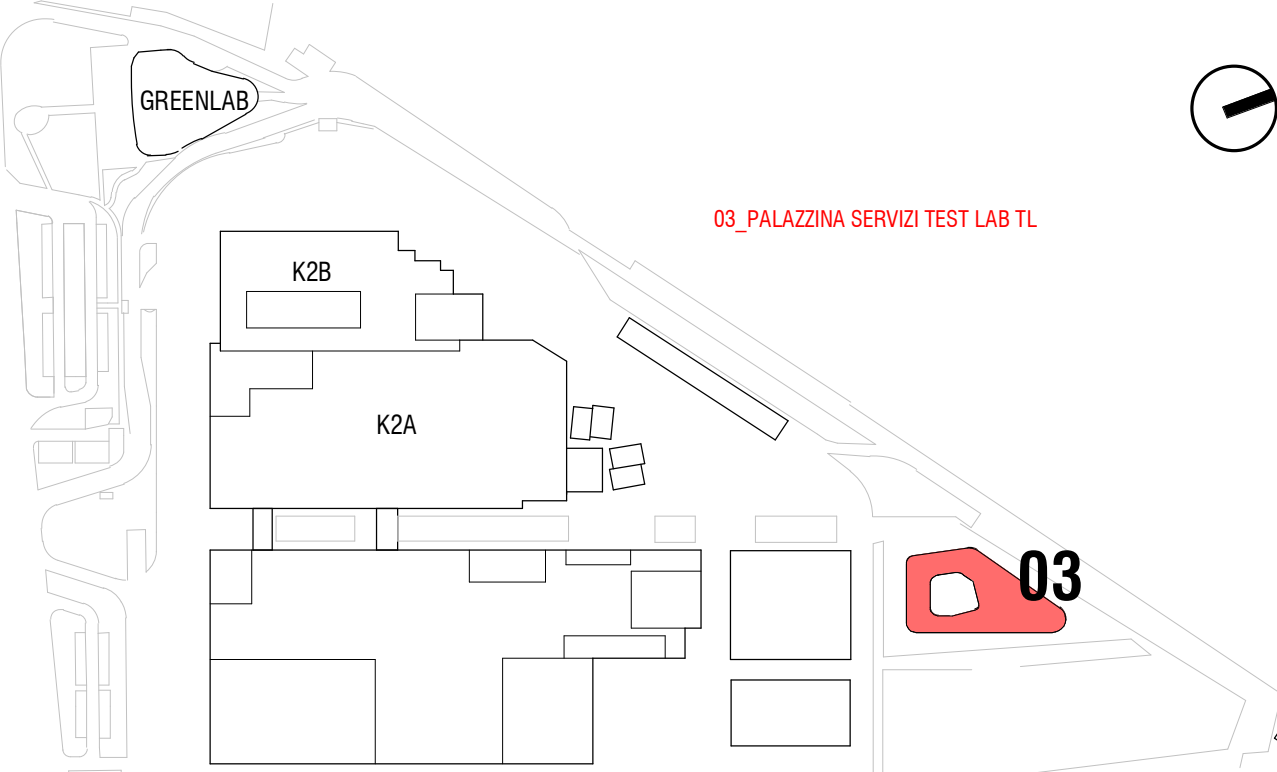 GREENLAB
03_PALAZZINA SERVIZI TEST LAB TL
K2B
K2A
03